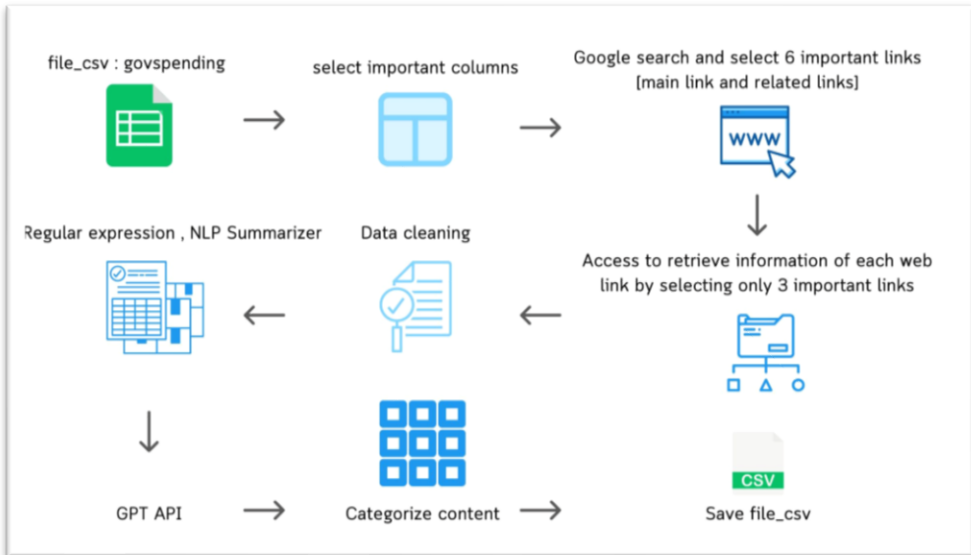 file_csv : govspending
select important columns
Google search and select 6 important links
[main link and related links]
WWW
Access to retrieve information of each web
link by selecting only 3 important links
Data cleaning
Regular expression , NLP Summarizer
GPT API
Categorize content
CSV
Save file_csv